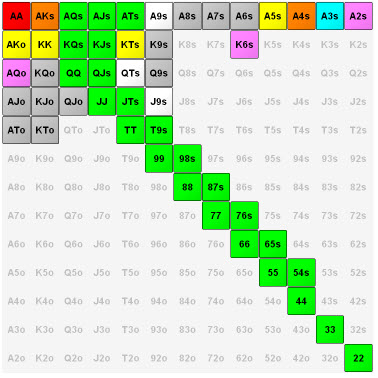 AA AKs AQs AJs ATs A9s A8s A7s A6s A5s A4s A3s A2s
AKo KK KQs KJs KTs K9s K8s K7s K6s K5s K4s K3s K2s
AQo KQo QQ QJs QTs Q9s Q8s Q7s Q6s Q5s Q4s Q3s Q2s
AJo KJo QJo JJ JTs J9s J8s J7s J6s J5s J4s J3s J2s
ATo KTo QTo JTo TT T9s T8s T7s T6s T5s T4s T3s T2s
A9o K9o Q9o J9o T9o 99 98s 97s 96s 95s 94s 93s 92s
A8o K8o Q8o J8o T8o 98o 88 87s 86s 85s 84s 83s 82s
A7o K7o Q7o J7o T7o 97o 87o 77 76s 75s 74s 73s 72s
A6o K6o Q6o J6o T6o 96o 86o 76o 66 65s 64s 63s 62s
A5o K5o Q5o J5o T5o 95o 85o 75o 65o 55 54s 53s 52s
A4o K4o Q4o J4o T4o 94o 84o 74o 64o 54o 44 43s 42s
A3o K3o Q3o J3o T3o 93o 83o 73o 63o 53o 43o 33 32s
A2o K2o Q2o J2o T2o 92o 82o 72o 62o 52o 42o 32o 22